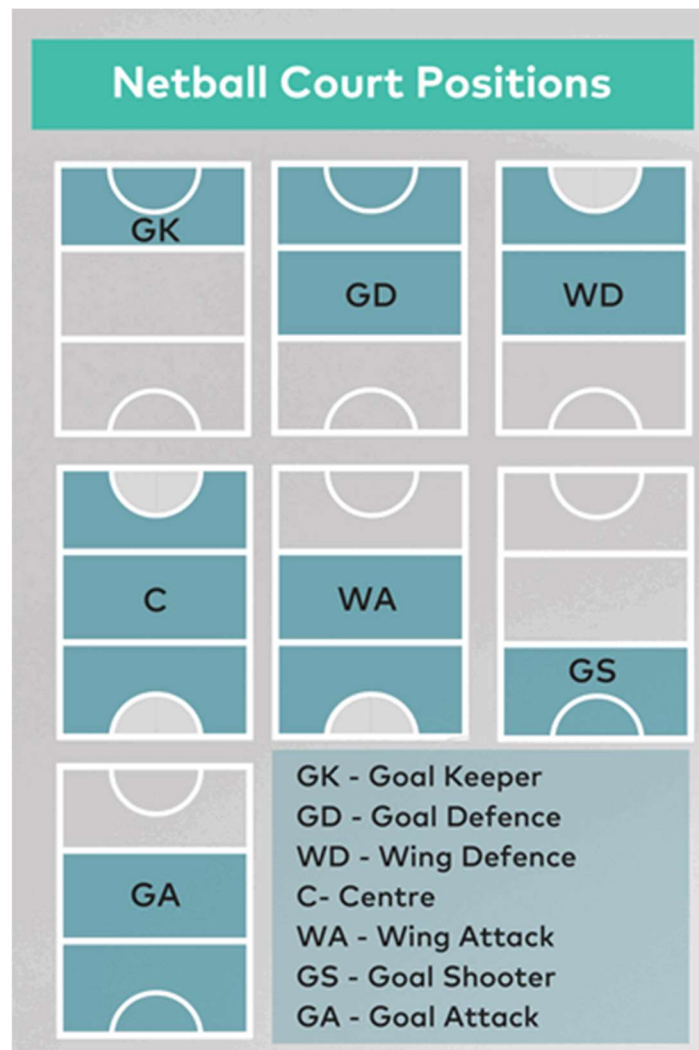 Netball Court Positions
GK
GD
WD
C
WA
GS
GA
GK - Goal Keeper
GD - Goal Defence
WD - Wing Defence
C- Centre
WA - Wing Attack
GS - Goal Shooter
GA - Goal Attack